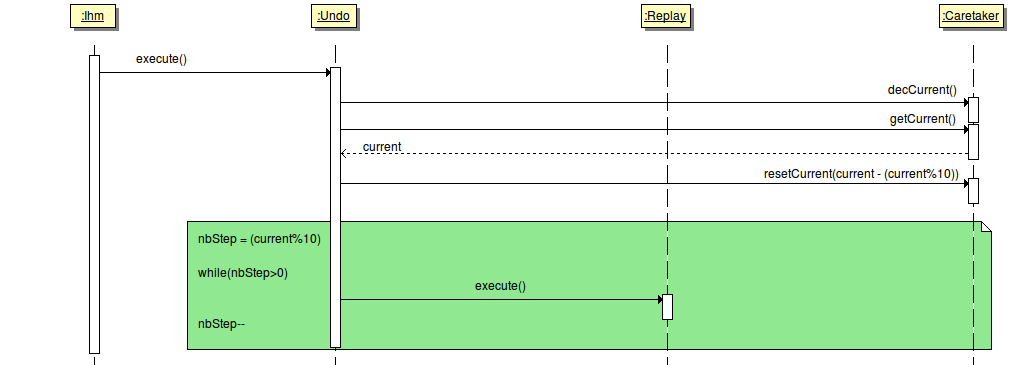 :Ihm
:Undo
:Replay
:Caretaker
execute()
decCurrent()
getCurrent()
current
resetCurrent(current - (current%10))
nbStep = (current%10)
while(nbStep>0)
execute()
nbStep--